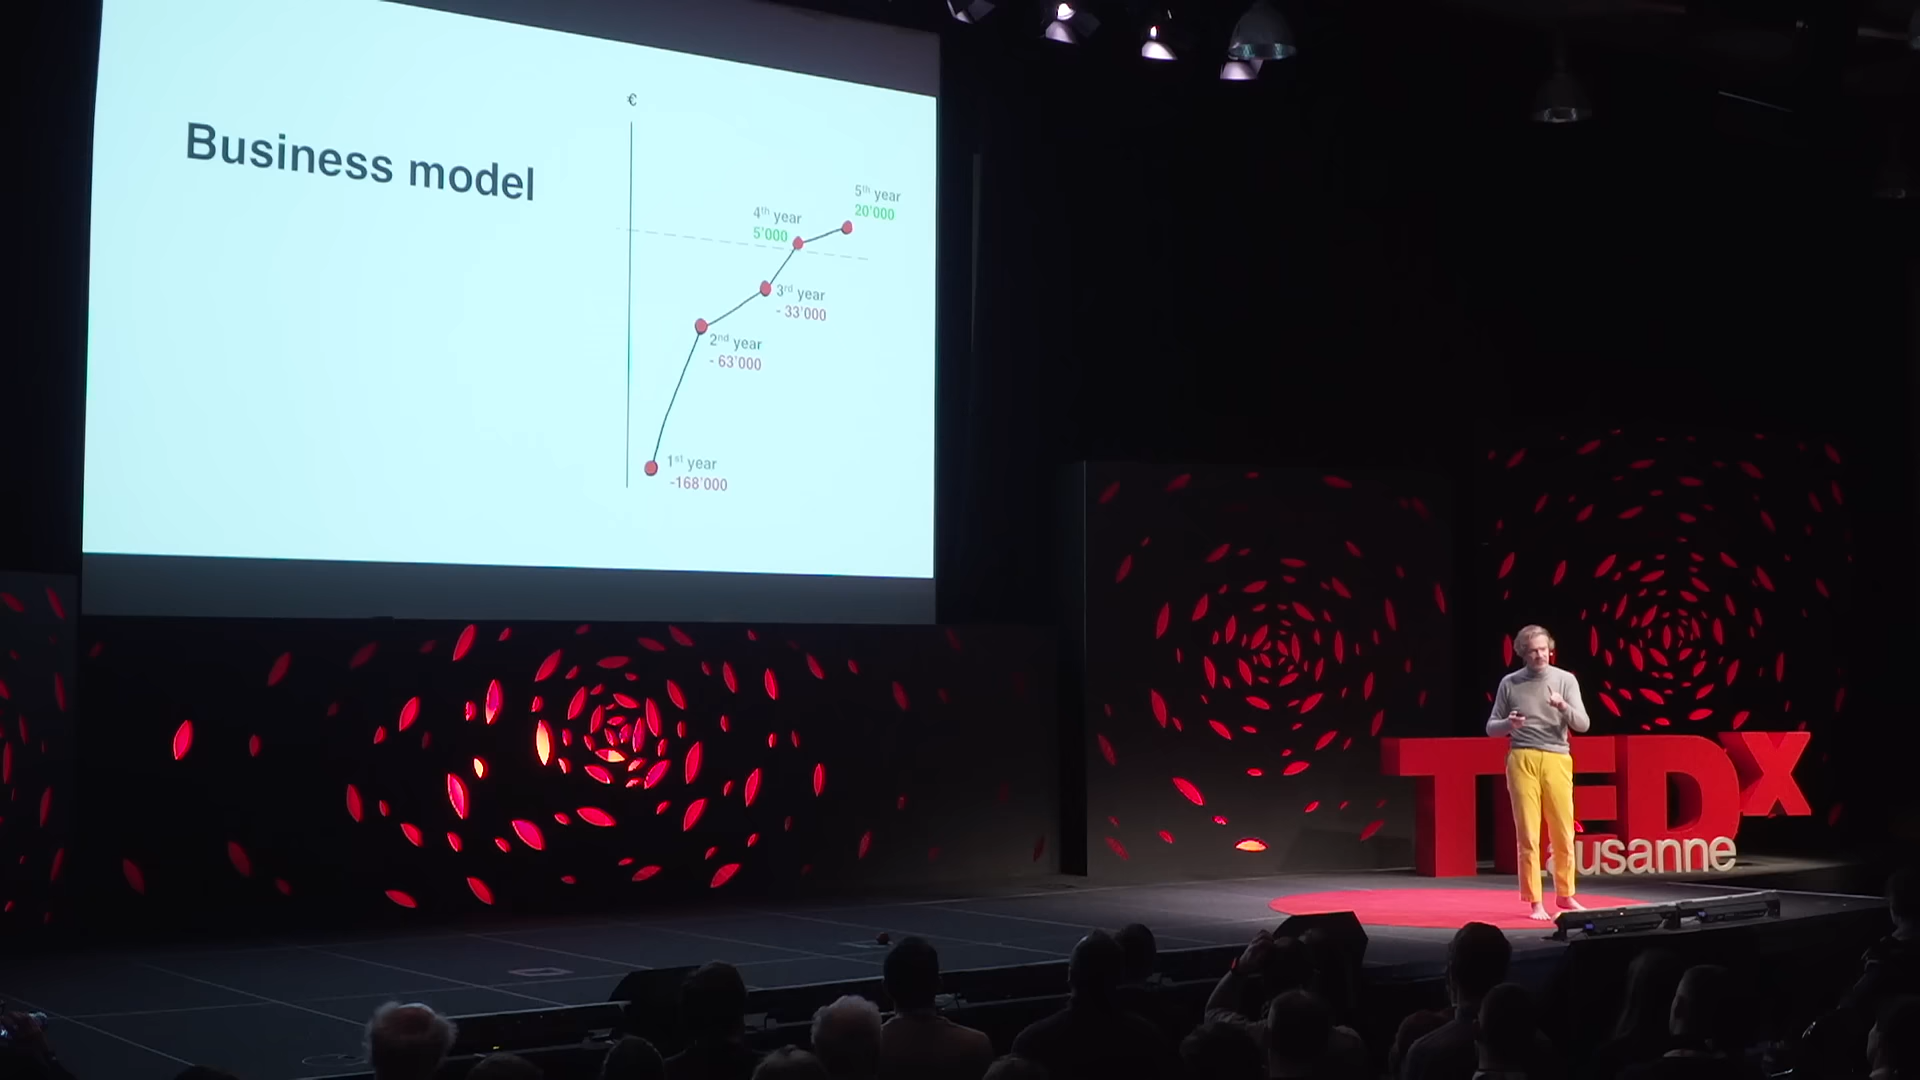 Business model
€
5th year
20'000
4th year
5'000
3rd year
- 33'000
2nd year
- 63'000
1st year
-168'000
TEDx
Lausanne